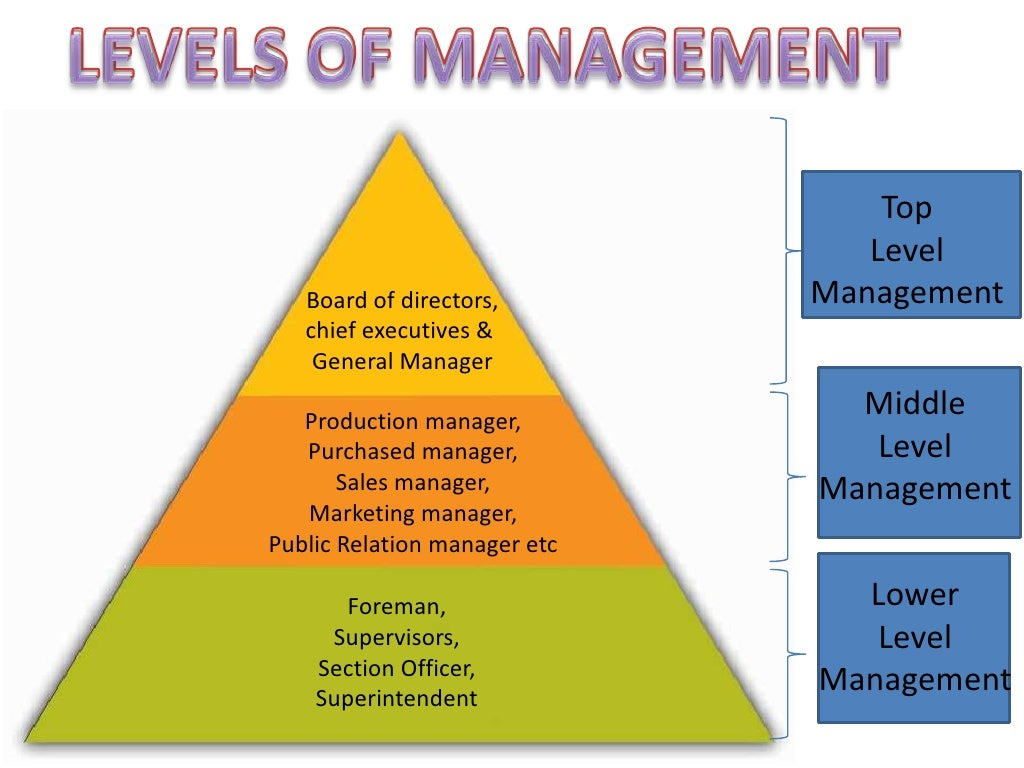 LEVELS OF MANAGEMENT
Board of directors,
chief executives &
General Manager
Production manager,
Purchased manager,
Sales manager,
Marketing manager,
Public Relation manager etc
Foreman,
Supervisors,
Section Officer,
Superintendent
Top
Level
Management
Middle
Level
Management
Lower
Level
Management